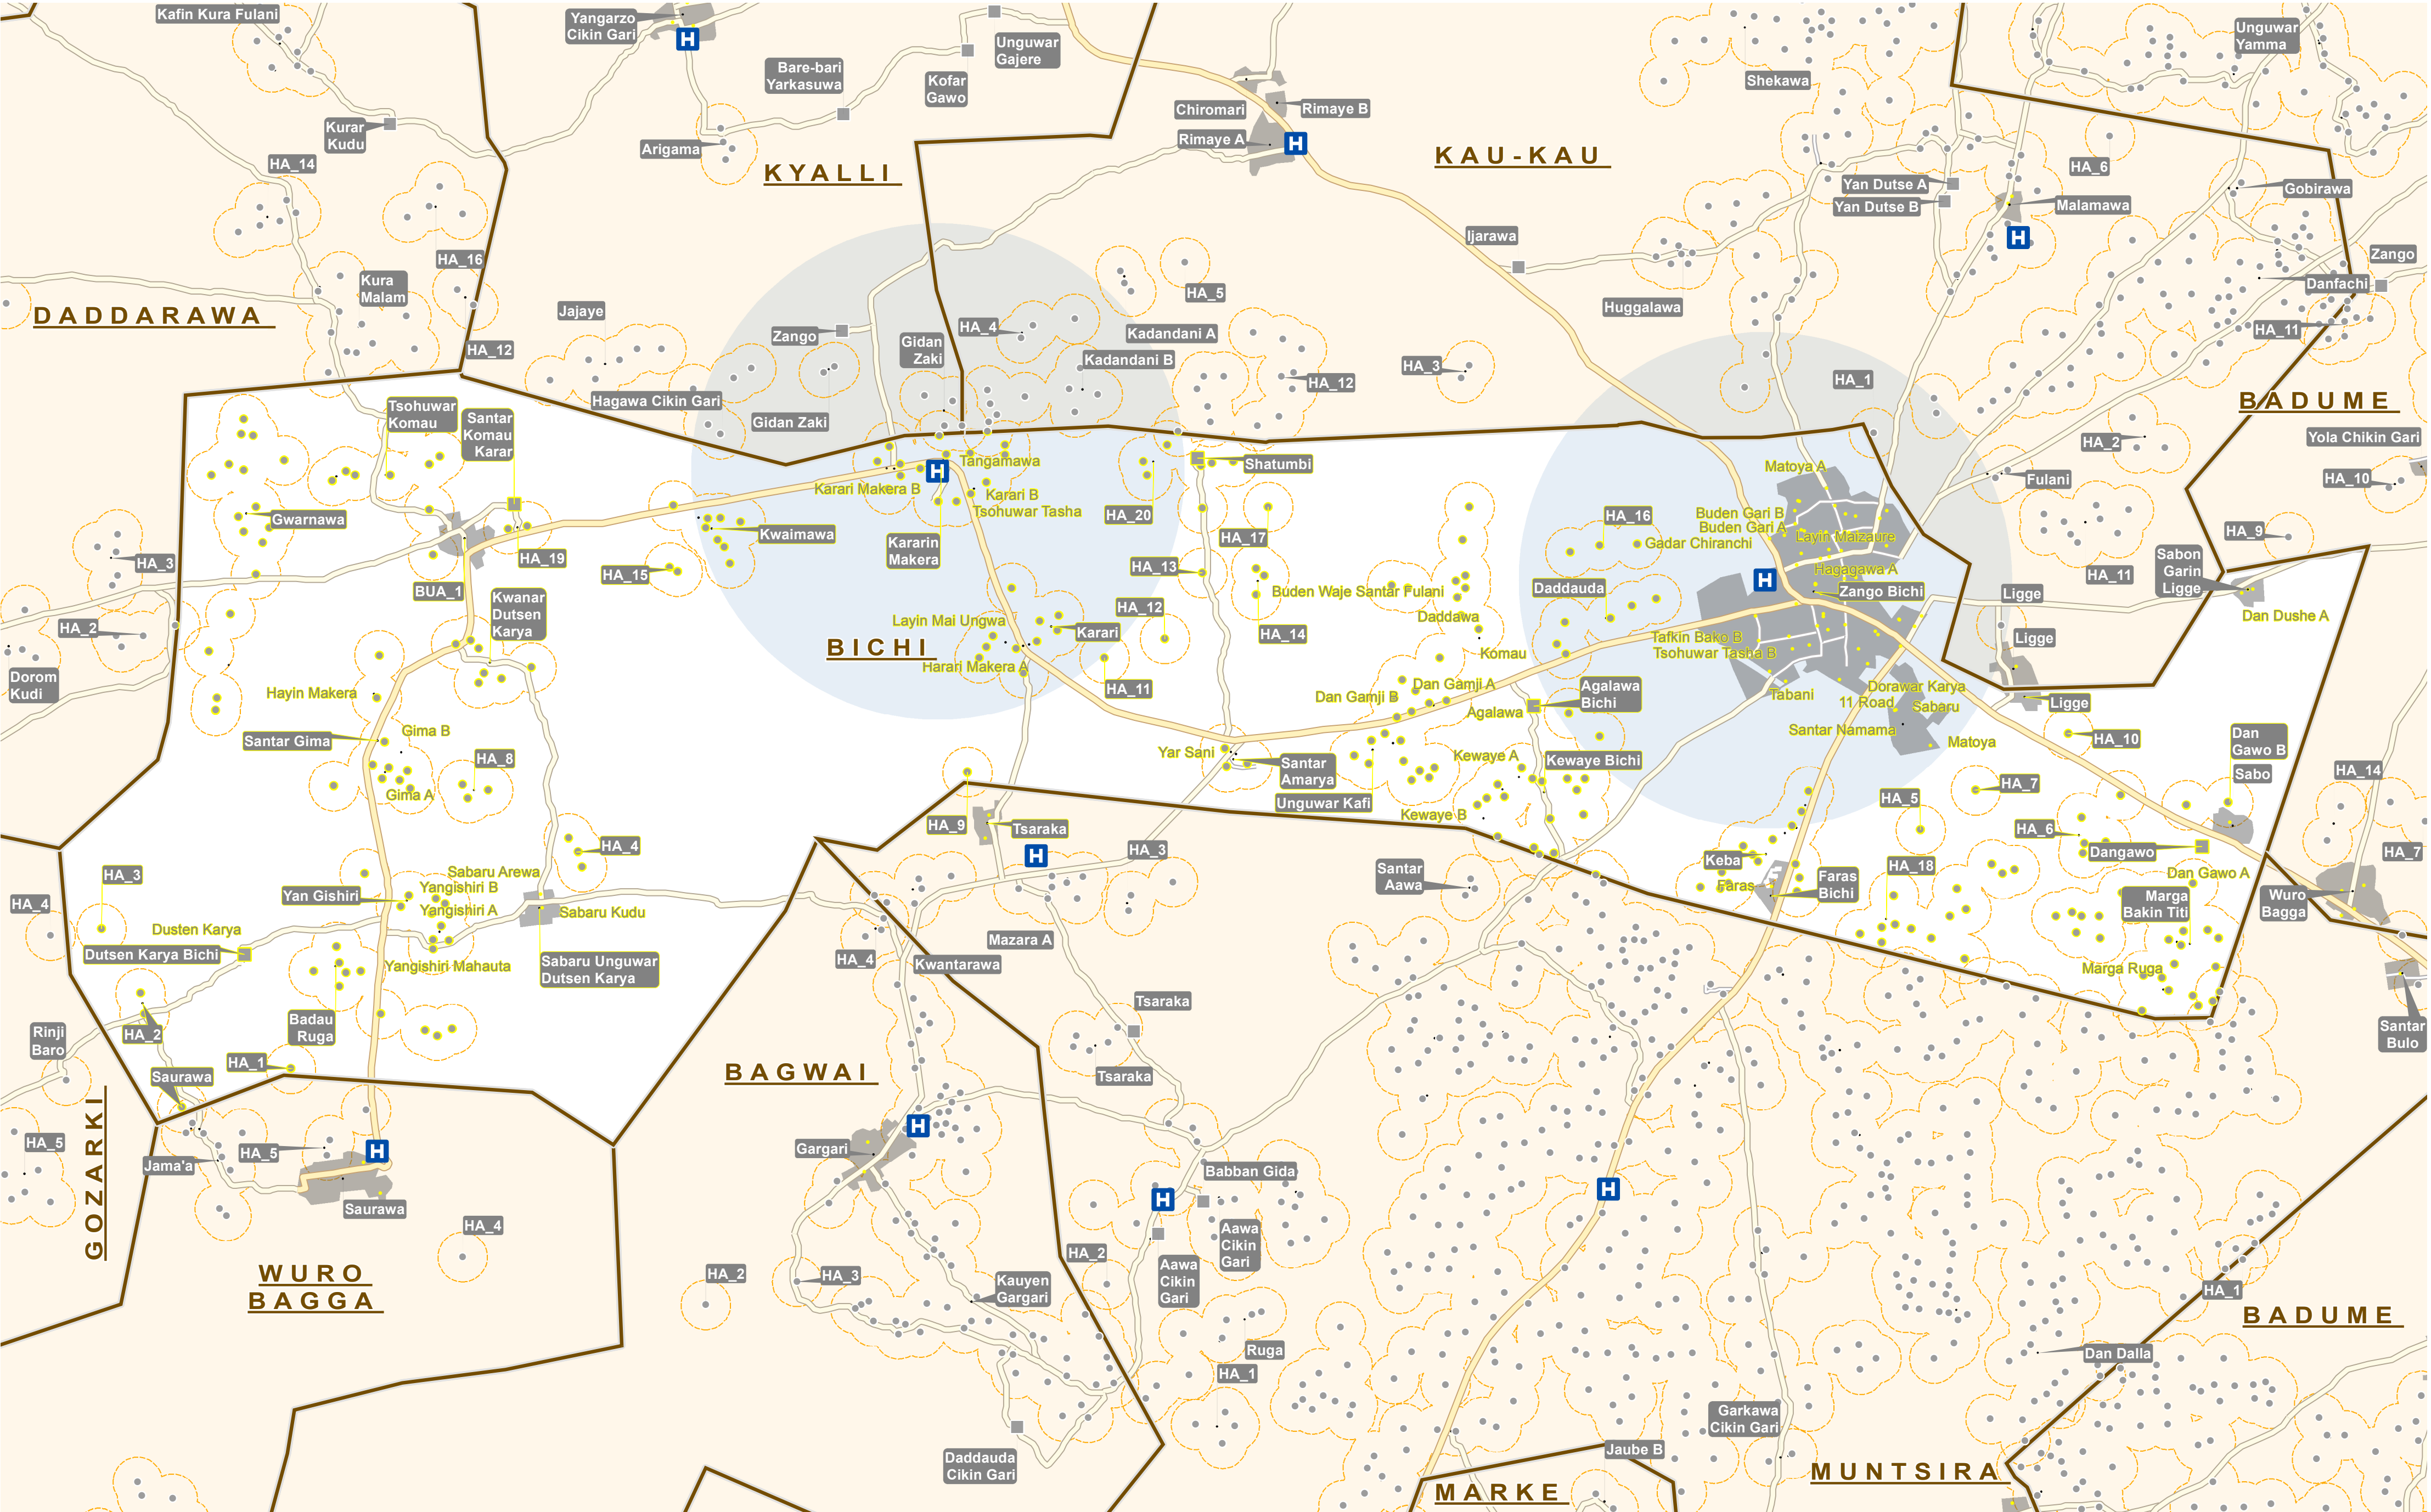 Kafin Kura Fulani
Yangarzo
Cikin Gari
H
Unguwar
Gajere
Bare-bari
Yarkasuwa
Kofar
Gawo
Kurar
Kudu
Arigama
HA_14
KYALLI
Chiromari
Rimaye B
Rimaye A
H
KAU-KAU
Shekawa
Unguwar
Yamma
HA_6
Yan Dutse A
Yan Dutse B
Malamawa
H
Gobirawa
Zango
Danfachi
HA_11
Ijarawa
Huggalawa
HA_16
Kura
Malam
DADDARAWA
HA_12
Jajaye
Zango
Gidan
Zaki
HA_4
HA_5
Kadandani A
Kadandani B
HA_12
HA_3
HA_1
BADUME
Hagawa Cikin Gari
Gidan Zaki
Yola Chikin Gari
HA_2
HA_10
Fulani
HA_9
HA_11
Sabon
Garin
Ligge
Dan Dushe A
Ligge
Ligge
Ligge
Tsohuwar
Komau
Santar
Komau
Karar
Gwarnawa
HA_19
BUA_1
Kwanar
Dutsen
Karya
HA_15
Kwaimawa
Karari Makera B
H
Tangamawa
Karari B
Tsohuwar Tasha
Kararin
Makera
HA_20
Shatumbi
HA_17
HA_13
HA_12
HA_14
HA_11
Buden Waje Santar Fulani
Daddawa
Komau
Layin Mai Ungwa
Karari
Harari Makera A
BICHI
HA_16
Daddauda
Matoya A
Buden Gari B
Buden Gari A
Gadar Chiranchi
Layin Maizaure
Hagagawa A
H
Zango Bichi
Tafkin Bako B
Tsohuwar Tasha B
Tabani
Dorawar Karya
11 Road
Sabaru
Santar Namama
Matoya
HA_3
HA_2
Dorom
Kudi
Hayin Makera
Santar Gima
Gima B
Gima A
HA_8
HA_4
Yar Sani
Santar
Amarya
Dan Gamji A
Dan Gamji B
Agalawa
Agalawa
Bichi
Kewaye A
Kewaye Bichi
Unguwar Kafi
Kewaye B
HA_10
HA_7
HA_5
HA_6
Dan
Gawo B
Sabo
Dangawo
Dan Gawo A
HA_14
HA_7
Wuro
Bagga
Keba
Faras
Faras
Bichi
HA_18
Marga
Bakin Titi
Marga Ruga
Santar
Bulo
HA_3
HA_4
Yan Gishiri
Sabaru Arewa
Yangishiri B
Yangishiri A
Sabaru Kudu
Yangishiri Mahauta
Sabaru Unguwar
Dutsen Karya
Dusten Karya
Dutsen Karya Bichi
HA_2
Badau
Ruga
HA_1
Saurawa
Rinji
Baro
HA_9
Tsaraka
H
HA_3
Santar
Aawa
HA_4
Mazara A
Kwantarawa
Tsaraka
Tsaraka
BAGWAI
Gargari
H
GOZARKI
HA_5
Jama'a
HA_5
H
Saurawa
HA_4
WURO
BAGGA
HA_2
HA_3
Kauyen
Gargari
Babban Gida
H
Aawa
Cikin
Gari
HA_2
Aawa
Cikin
Gari
Ruga
HA_1
Daddauda
Cikin Gari
H
HA_1
BADUME
Dan Dalla
Garkawa
Cikin Gari
Jaube B
MARKE
MUNTSIRA